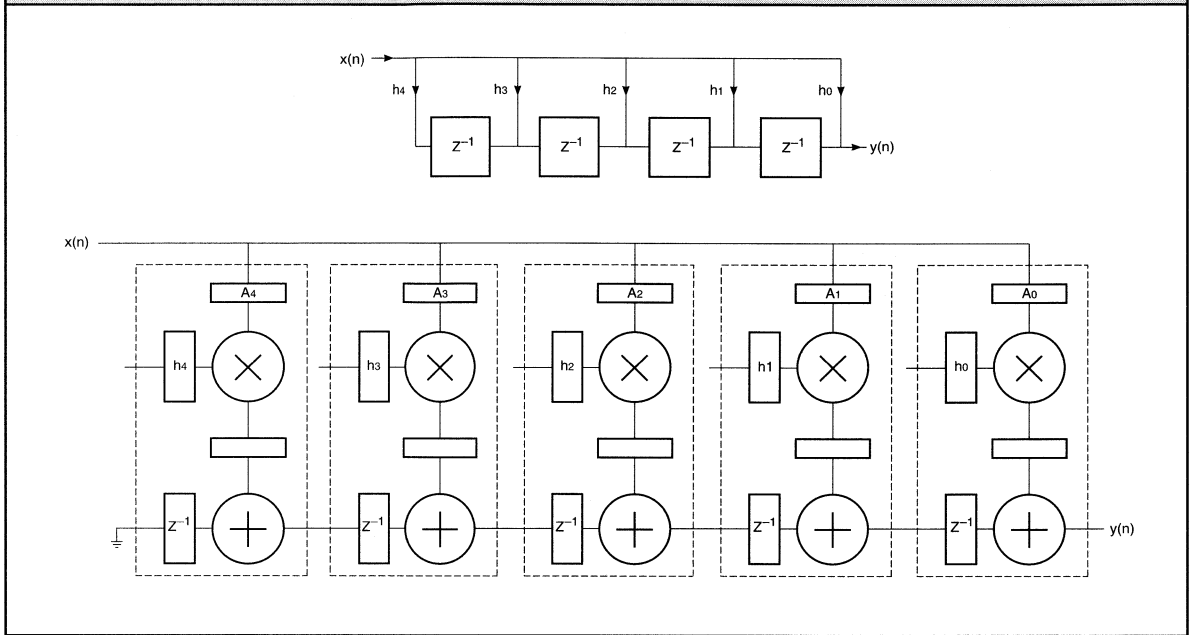 x(n)
h4 h3 h2 h1 h0
z⁻¹ z⁻¹ z⁻¹ z⁻¹ y(n)
x(n)
A4 A3 A2 A1 A0
h4 h3 h2 h1 h0
z⁻¹ z⁻¹ z⁻¹ z⁻¹ z⁻¹ y(n)